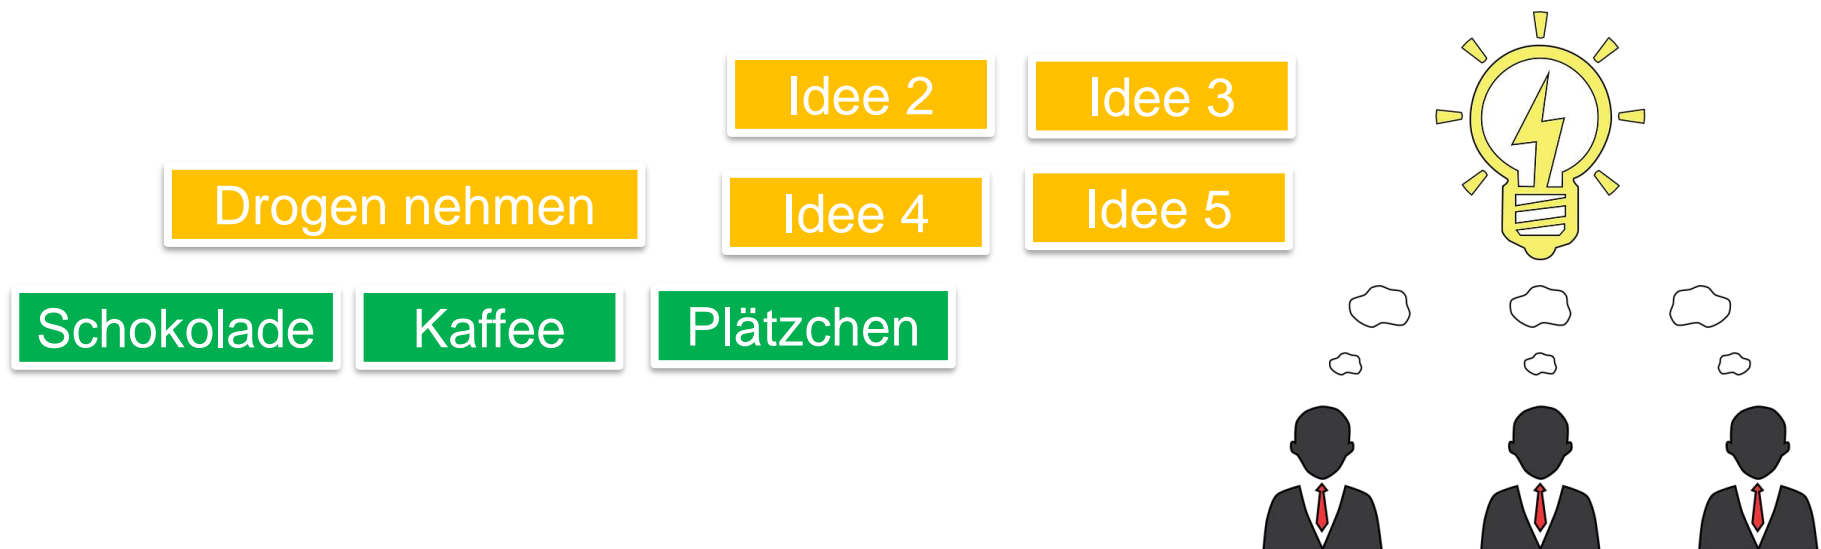 Idee 2
Idee 3
Drogen nehmen
Idee 4
Idee 5
Schokolade
Kaffee
Plätzchen